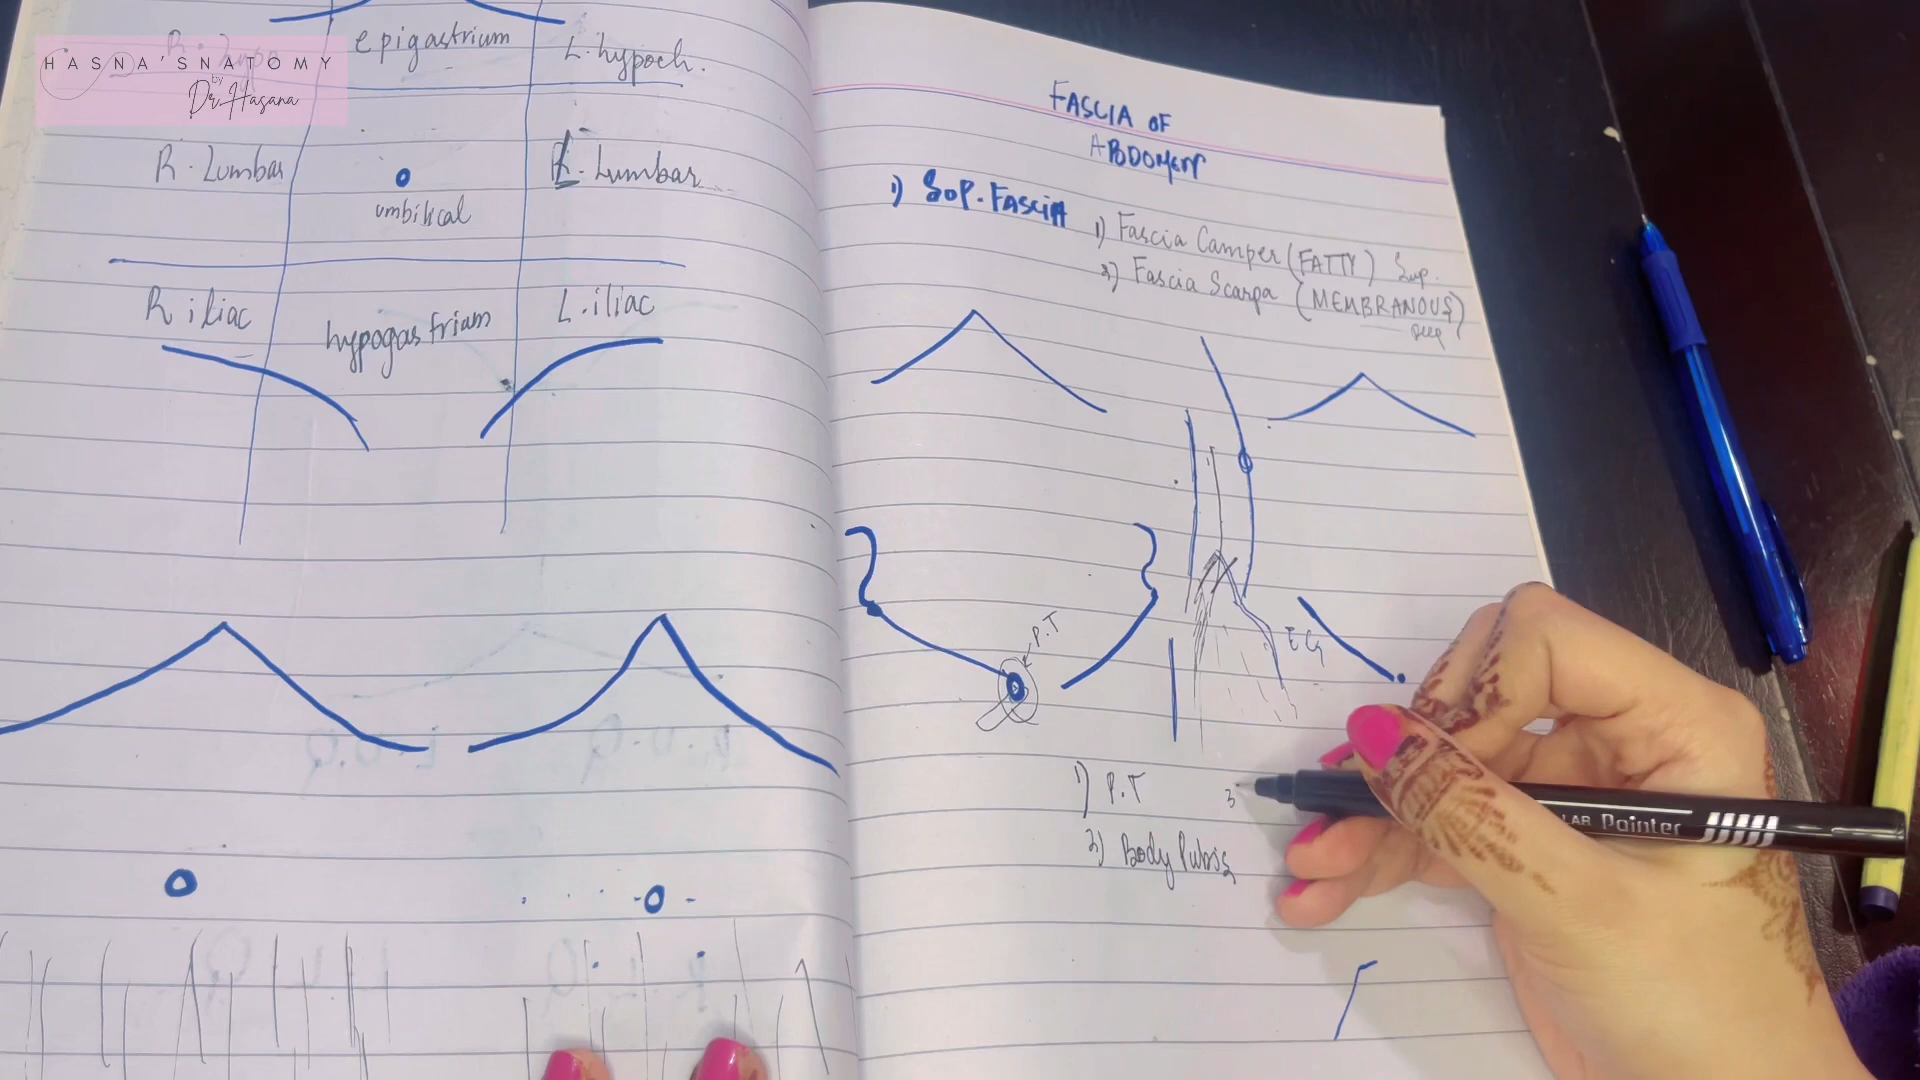 HASNA'SNATOMY
by
Dr.Hasana
epigastrium
L.hypoch.
R.Lumbar
umbilical
L.Lumbar
R iliac
hypogastrium
L.iliac
FASCIA OF
ABDOMEN
1) SUP.FASCIA
1) Fascia Camper (FATTY) Sup.
2) Fascia Scarpa (MEMBRANOUS)
deep
P.T
1) P.T
3
2) Body Pubis
Pointer